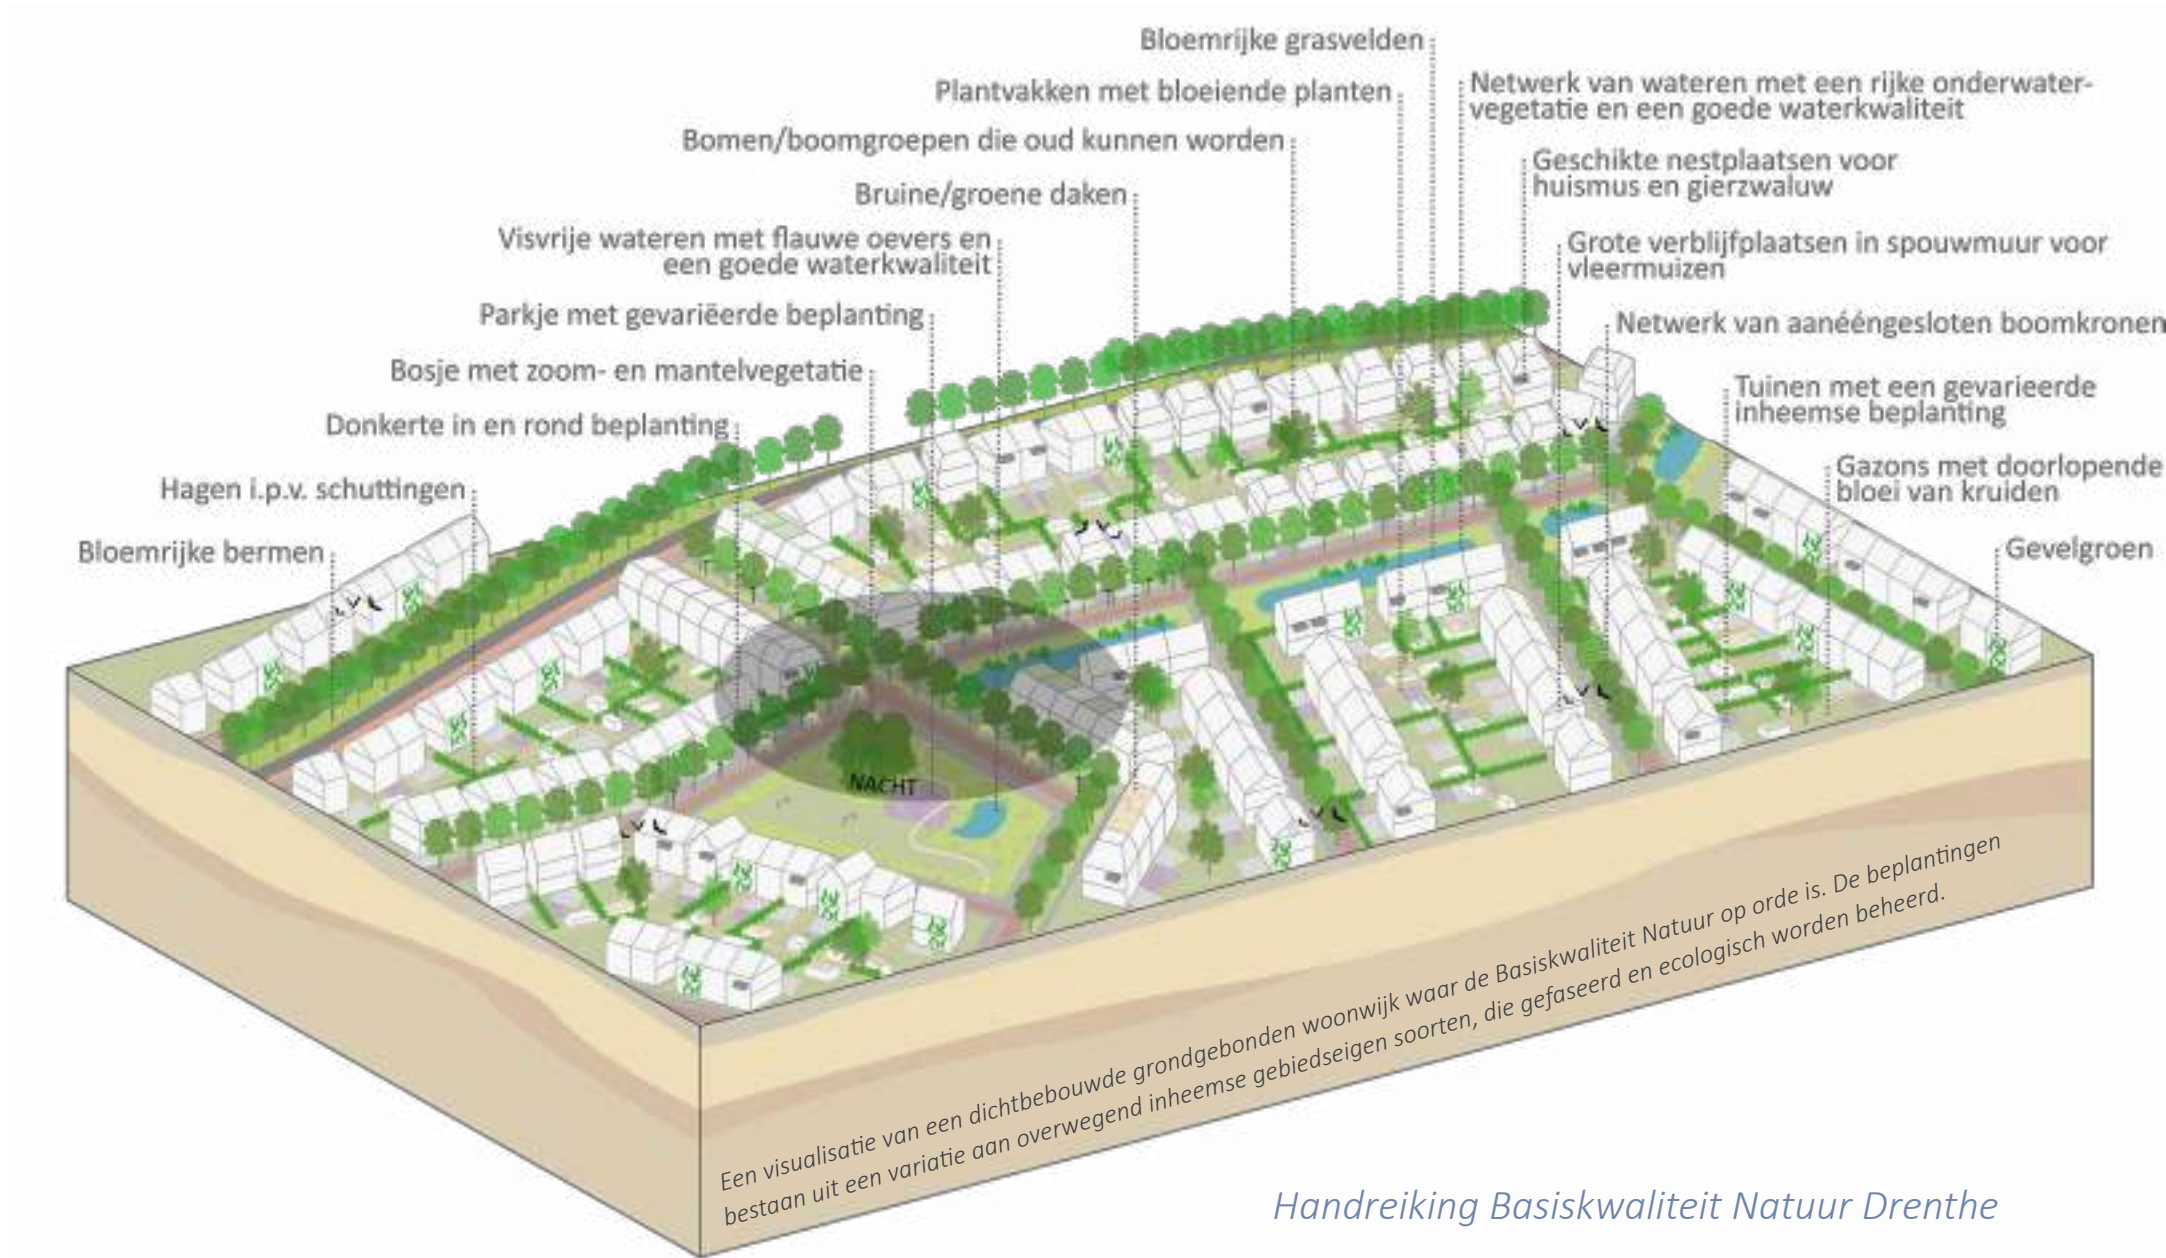 Bloemrijke grasvelden
Plantvakken met bloeiende planten
Bomen/boomgroepen die oud kunnen worden
Bruine/groene daken
Visvrije wateren met flauwe oevers en
een goede waterkwaliteit
Parkje met gevariëerde beplanting
Bosje met zoom- en mantelvegetatie
Donkerte in en rond beplanting
Hagen i.p.v. schuttingen
Bloemrijke bermen
Netwerk van wateren met een rijke onderwater-
vegetatie en een goede waterkwaliteit
Geschikte nestplaatsen voor
huismus en gierzwaluw
Grote verblijfplaatsen in spouwmuur voor
vleermuizen
Netwerk van aanééngesloten boomkronen
Tuinen met een gevarieerde
inheemse beplanting
Gazons met doorlopende
bloei van kruiden
Gevelgroen
NACHT
Een visualisatie van een dichtbebouwde grondgebonden woonwijk waar de Basiskwaliteit Natuur op orde is. De beplantingen
bestaan uit een variatie aan overwegend inheemse gebiedseigen soorten, die gefaseerd en ecologisch worden beheerd.
Handreiking Basiskwaliteit Natuur Drenthe